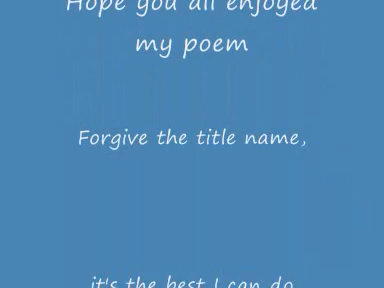 Hope you all enjoyed
my poem
Forgive the title name,
it's the best I can do